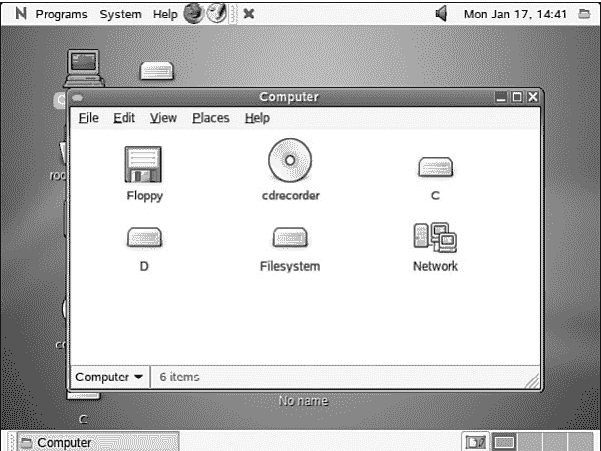 N Programs System Help Mon Jan 17, 14:41
Computer
File Edit View Places Help
Floppy cdrecorder C
D Filesystem Network
Computer 6 items
No name
C
Computer